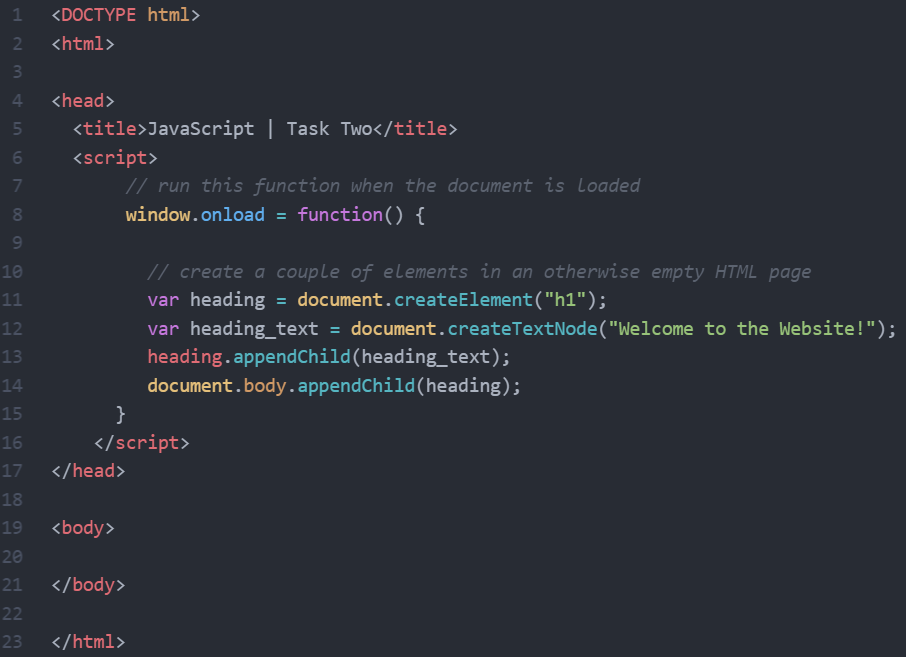 1 <DOCTYPE html>
2 <html>
3
4 <head>
5   <title>JavaScript | Task Two</title>
6   <script>
7        // run this function when the document is loaded
8        window.onload = function() {
9
10         // create a couple of elements in an otherwise empty HTML page
11         var heading = document.createElement("h1");
12         var heading_text = document.createTextNode("Welcome to the Website!");
13         heading.appendChild(heading_text);
14         document.body.appendChild(heading);
15      }
16    </script>
17 </head>
18
19 <body>
20
21 </body>
22
23 </html>